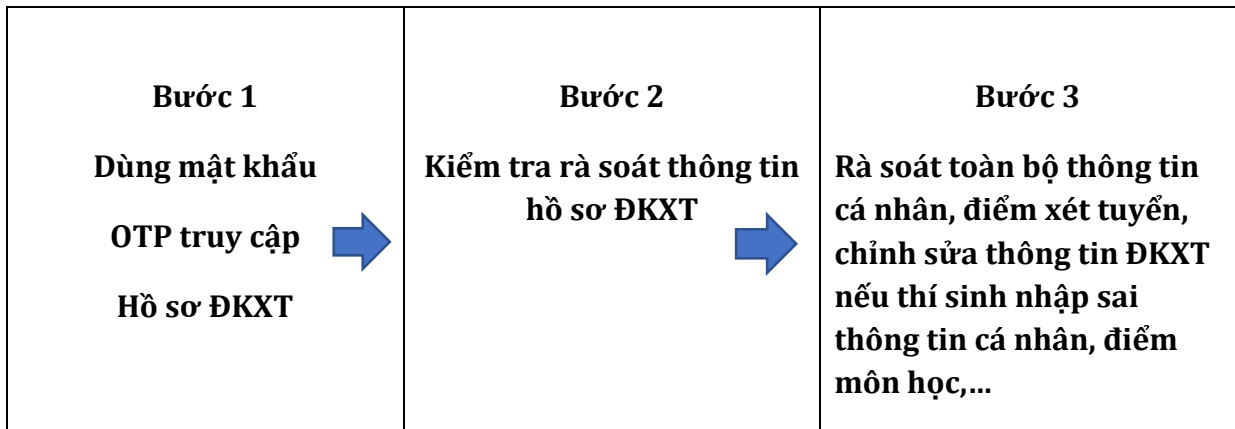 Bước 1
Dùng mật khẩu
OTP truy cập
Hồ sơ ĐKXT
Bước 2
Kiểm tra rà soát thông tin
hồ sơ ĐKXT
Bước 3
Rà soát toàn bộ thông tin
cá nhân, điểm xét tuyển,
chỉnh sửa thông tin ĐKXT
nếu thí sinh nhập sai
thông tin cá nhân, điểm
môn học,...